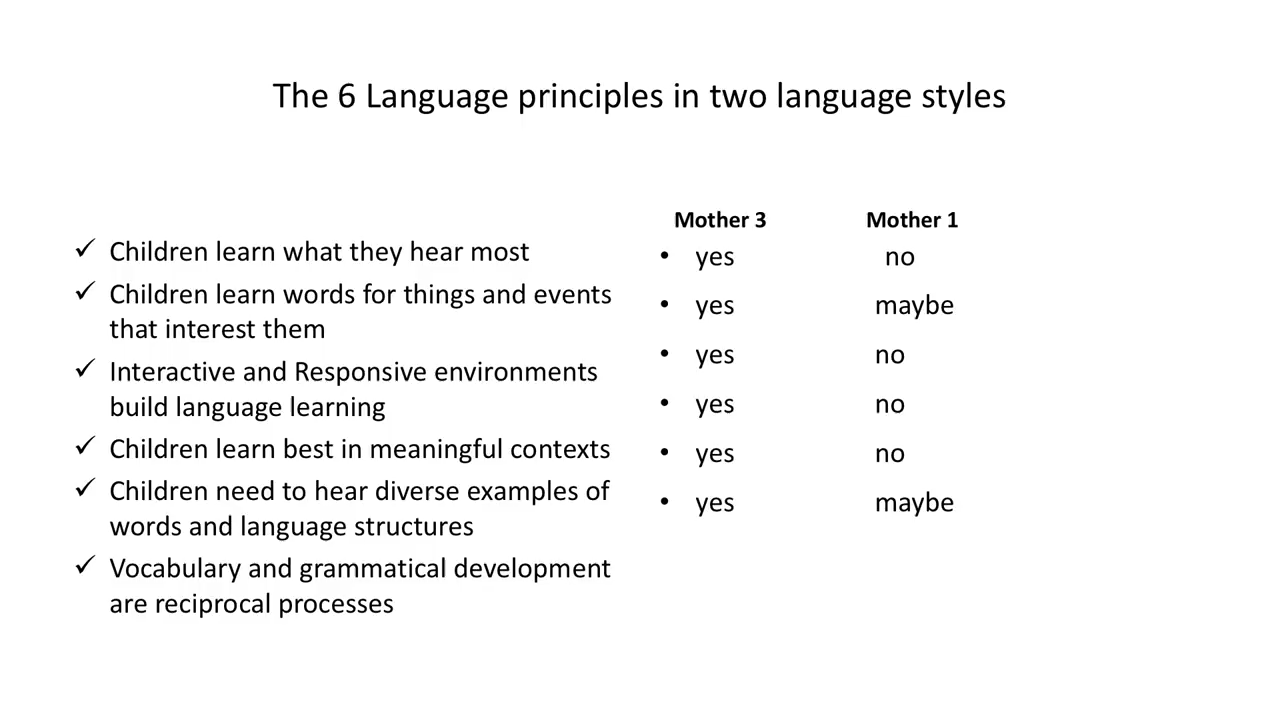 The 6 Language principles in two language styles
✓ Children learn what they hear most
✓ Children learn words for things and events
that interest them
✓ Interactive and Responsive environments
build language learning
✓ Children learn best in meaningful contexts
✓ Children need to hear diverse examples of
words and language structures
✓ Vocabulary and grammatical development
are reciprocal processes
Mother 3 Mother 1
• yes no
• yes maybe
• yes no
• yes no
• yes no
• yes maybe